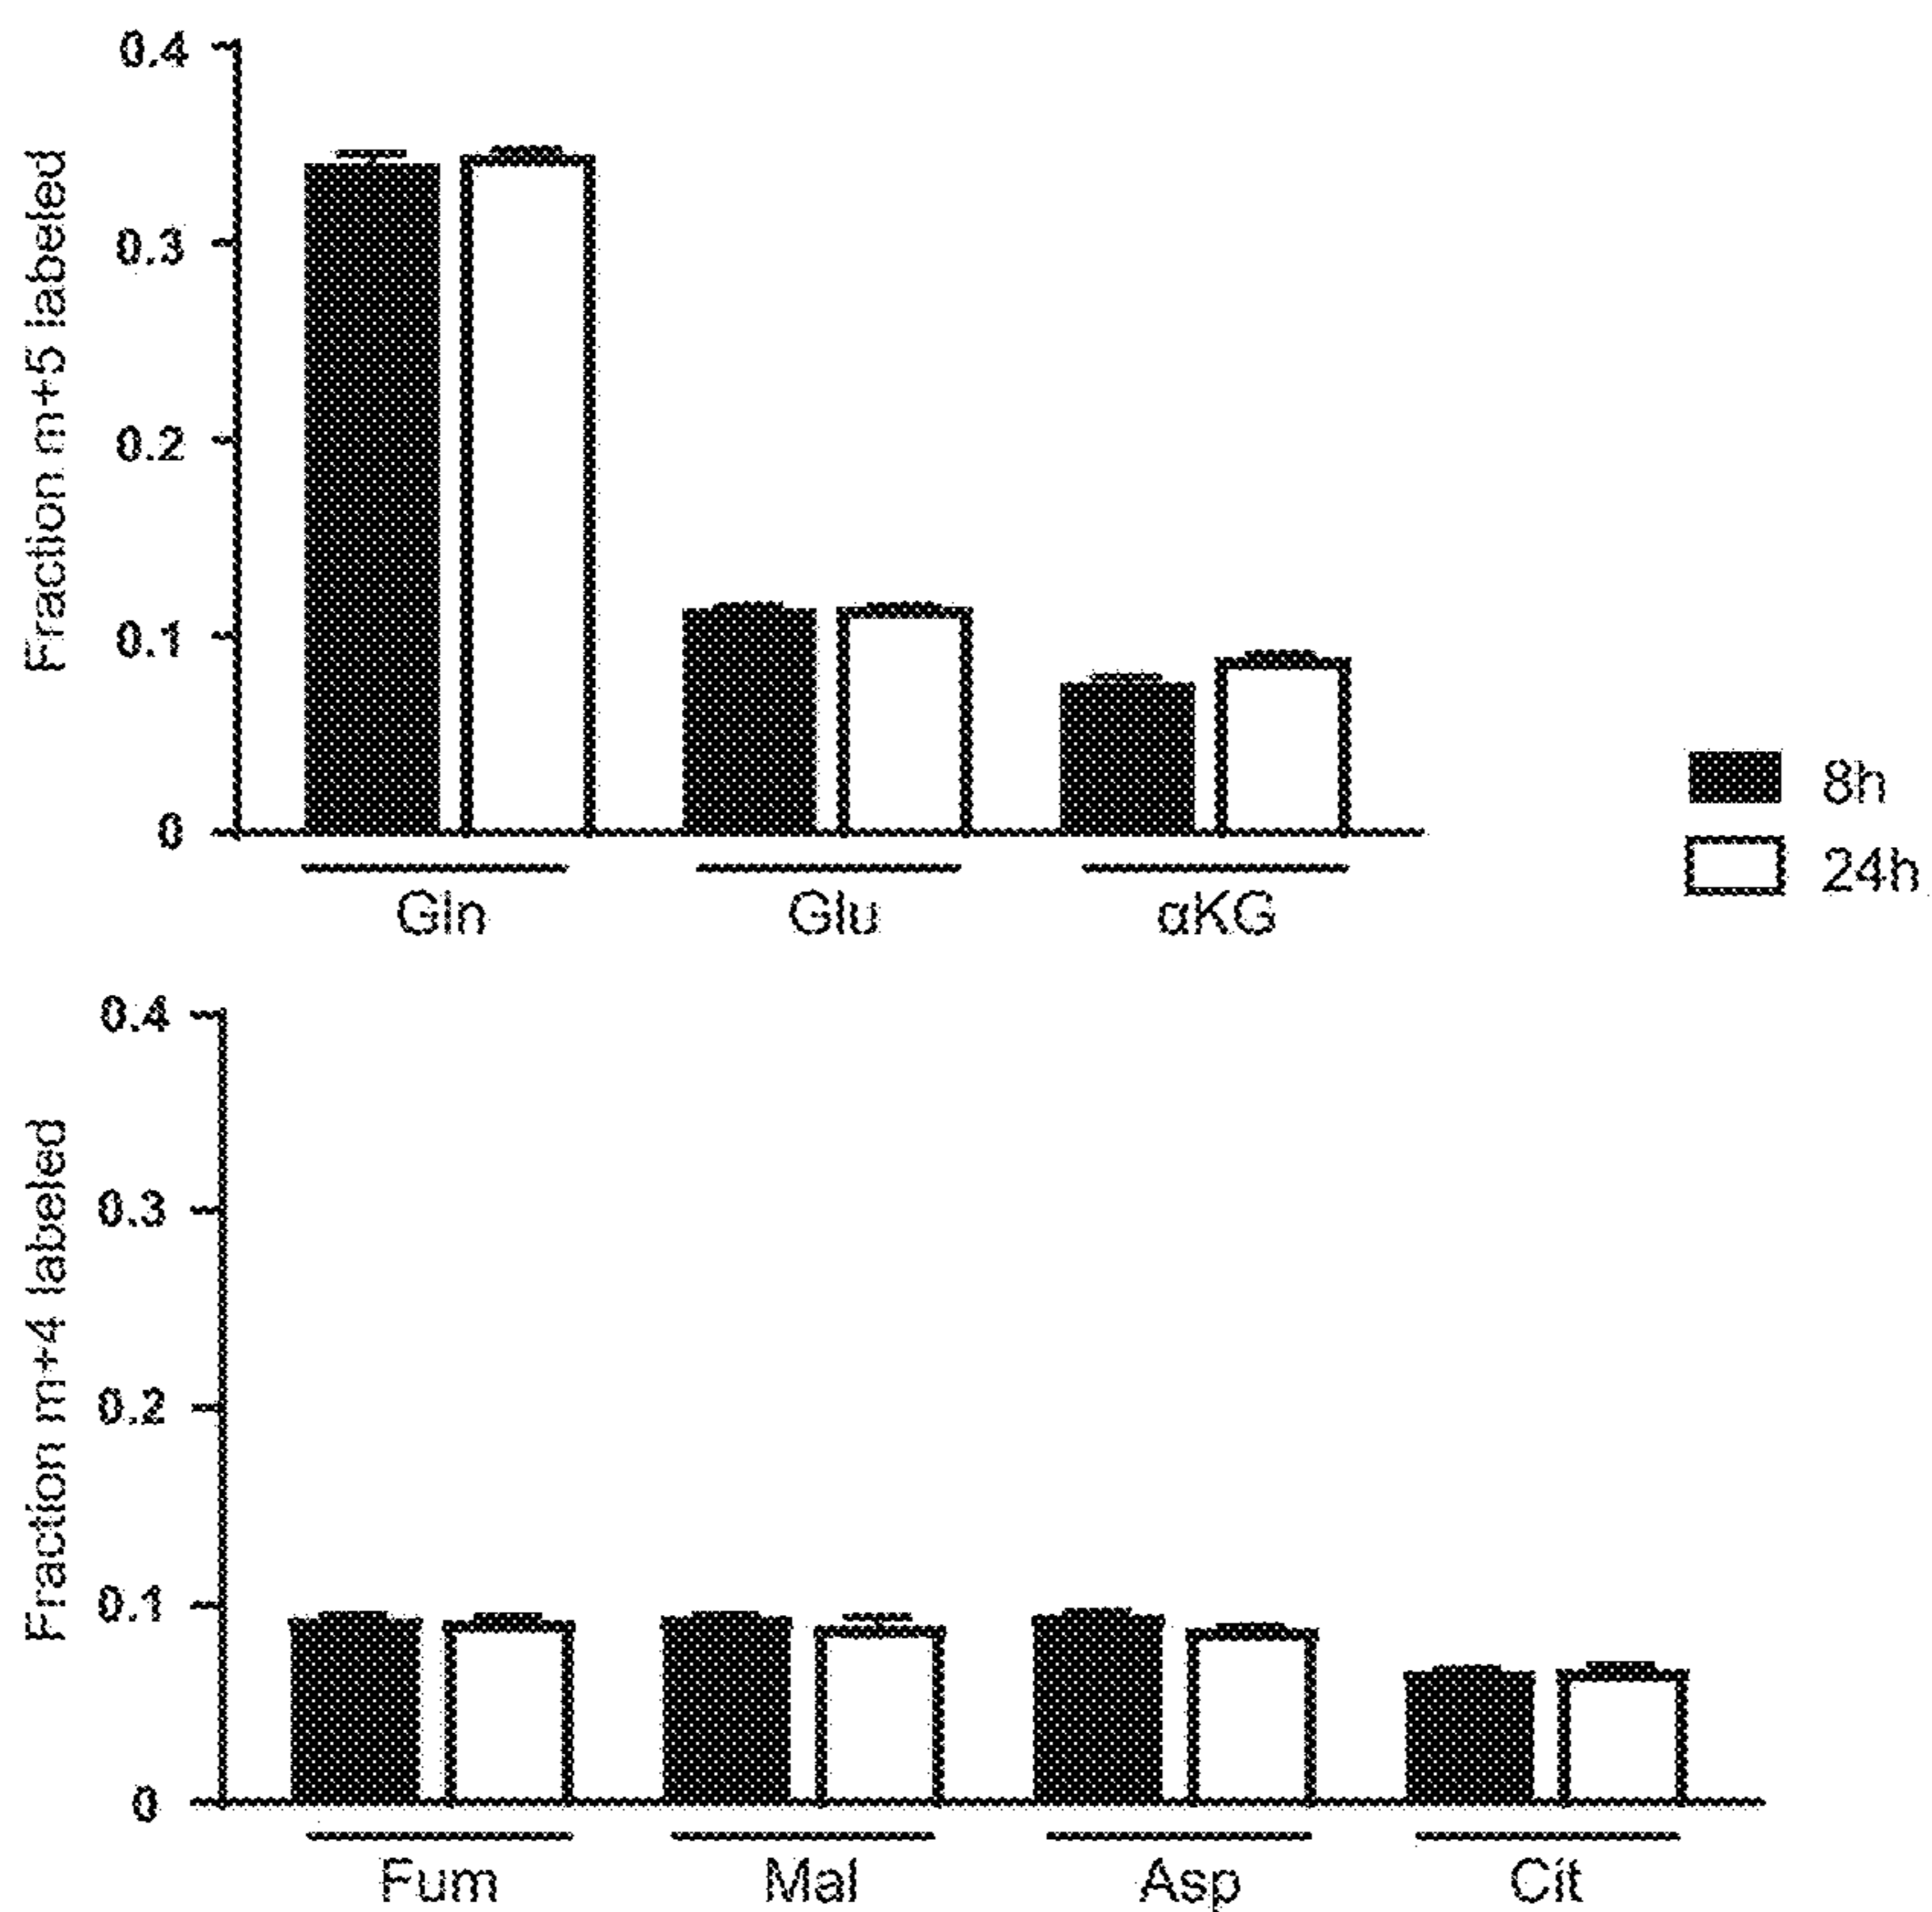 Fraction m+5 labeled
0.4
0.3
0.2
0.1
0
Gln
Glu
αKG
8h
24h
Fraction m+4 labeled
0.4
0.3
0.2
0.1
0
Fum
Mal
Asp
Cit